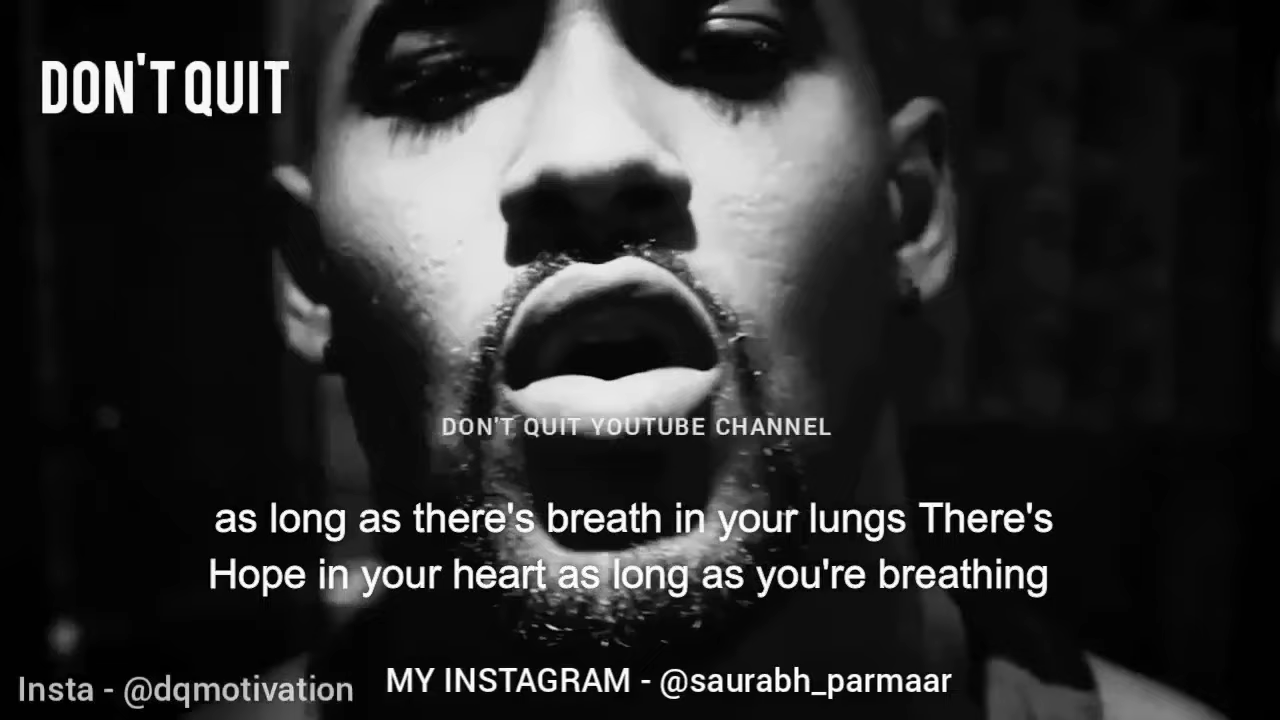 DON'T QUIT
DON'T QUIT YOUTUBE CHANNEL
as long as there's breath in your lungs There's
Hope in your heart as long as you're breathing
Insta - @dqmotivation
MY INSTAGRAM - @saurabh_parmaar